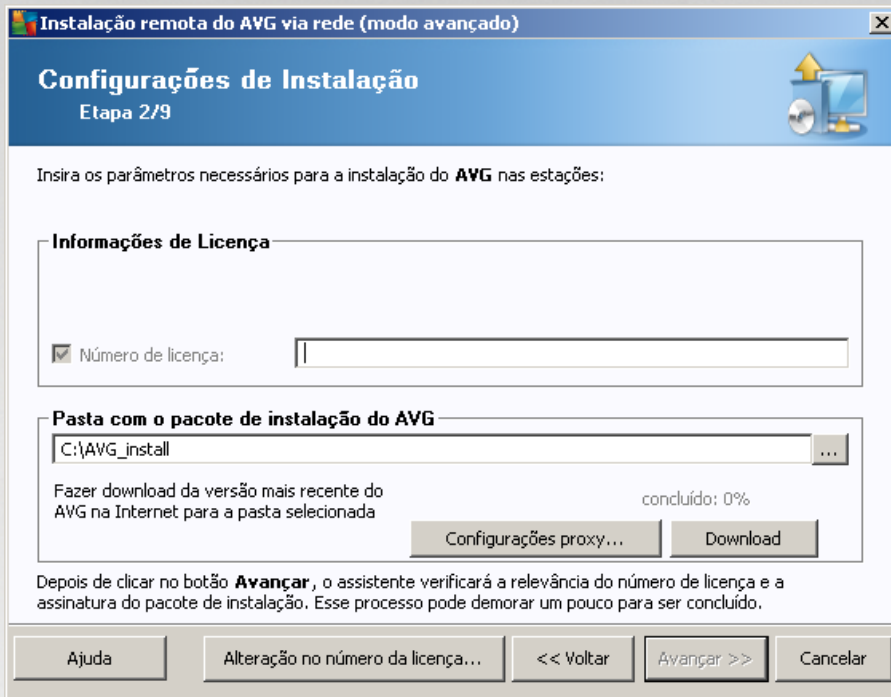 Instalação remota do AVG via rede (modo avançado)
Configurações de Instalação
Etapa 2/9
Insira os parâmetros necessários para a instalação do AVG nas estações:
Informações de Licença
Número de licença:
Pasta com o pacote de instalação do AVG
C:\AVG_install
...
Fazer download da versão mais recente do
AVG na Internet para a pasta selecionada
concluído: 0%
Configurações proxy...
Download
Depois de clicar no botão Avançar, o assistente verificará a relevância do número de licença e a
assinatura do pacote de instalação. Esse processo pode demorar um pouco para ser concluído.
Ajuda
Alteração no número da licença...
<< Voltar
Avançar >>
Cancelar